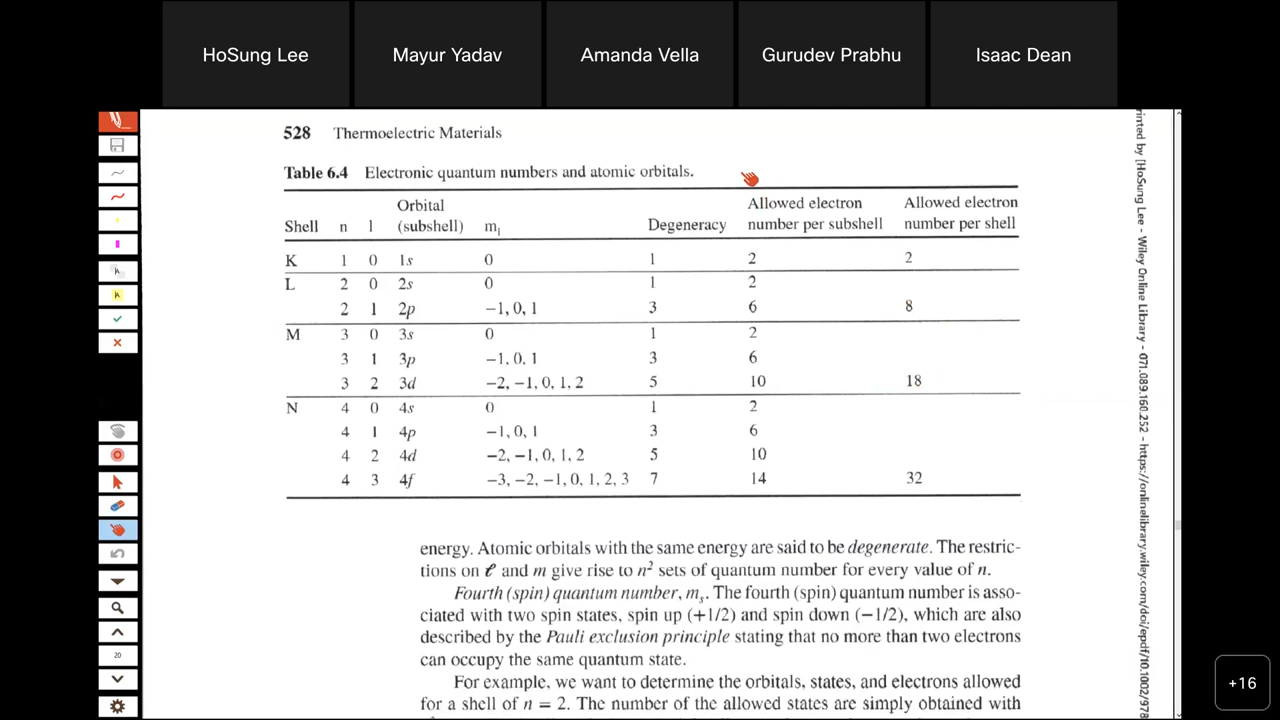 HoSung Lee
Mayur Yadav
Amanda Vella
Gurudev Prabhu
Isaac Dean
528 Thermoelectric Materials
Table 6.4 Electronic quantum numbers and atomic orbitals.
Shell n l Orbital (subshell) m_l Degeneracy Allowed electron number per subshell Allowed electron number per shell
K 1 0 1s 0 1 2 2
L 2 0 2s 0 1 2
2 1 2p −1, 0, 1 3 6 8
M 3 0 3s 0 1 2
3 1 3p −1, 0, 1 3 6
3 2 3d −2, −1, 0, 1, 2 5 10 18
N 4 0 4s 0 1 2
4 1 4p −1, 0, 1 3 6
4 2 4d −2, −1, 0, 1, 2 5 10
4 3 4f −3, −2, −1, 0, 1, 2, 3 7 14 32
energy. Atomic orbitals with the same energy are said to be degenerate. The restric-
tions on ℓ and m give rise to n² sets of quantum number for every value of n.
Fourth (spin) quantum number, mₛ. The fourth (spin) quantum number is asso-
ciated with two spin states, spin up (+1/2) and spin down (−1/2), which are also
described by the Pauli exclusion principle stating that no more than two electrons
can occupy the same quantum state.
For example, we want to determine the orbitals, states, and electrons allowed
for a shell of n = 2. The number of the allowed states are simply obtained with
rinted by [HoSung Lee - Wiley Online Library - 071.089.160.252 - https://onlinelibrary.wiley.com/doi/epdf/10.1002/978
20
+16